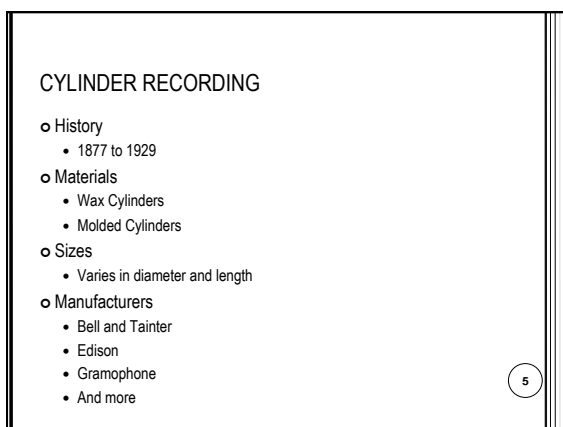 CYLINDER RECORDING
History
• 1877 to 1929
Materials
• Wax Cylinders
• Molded Cylinders
Sizes
• Varies in diameter and length
Manufacturers
• Bell and Tainter
• Edison
• Gramophone
• And more
5